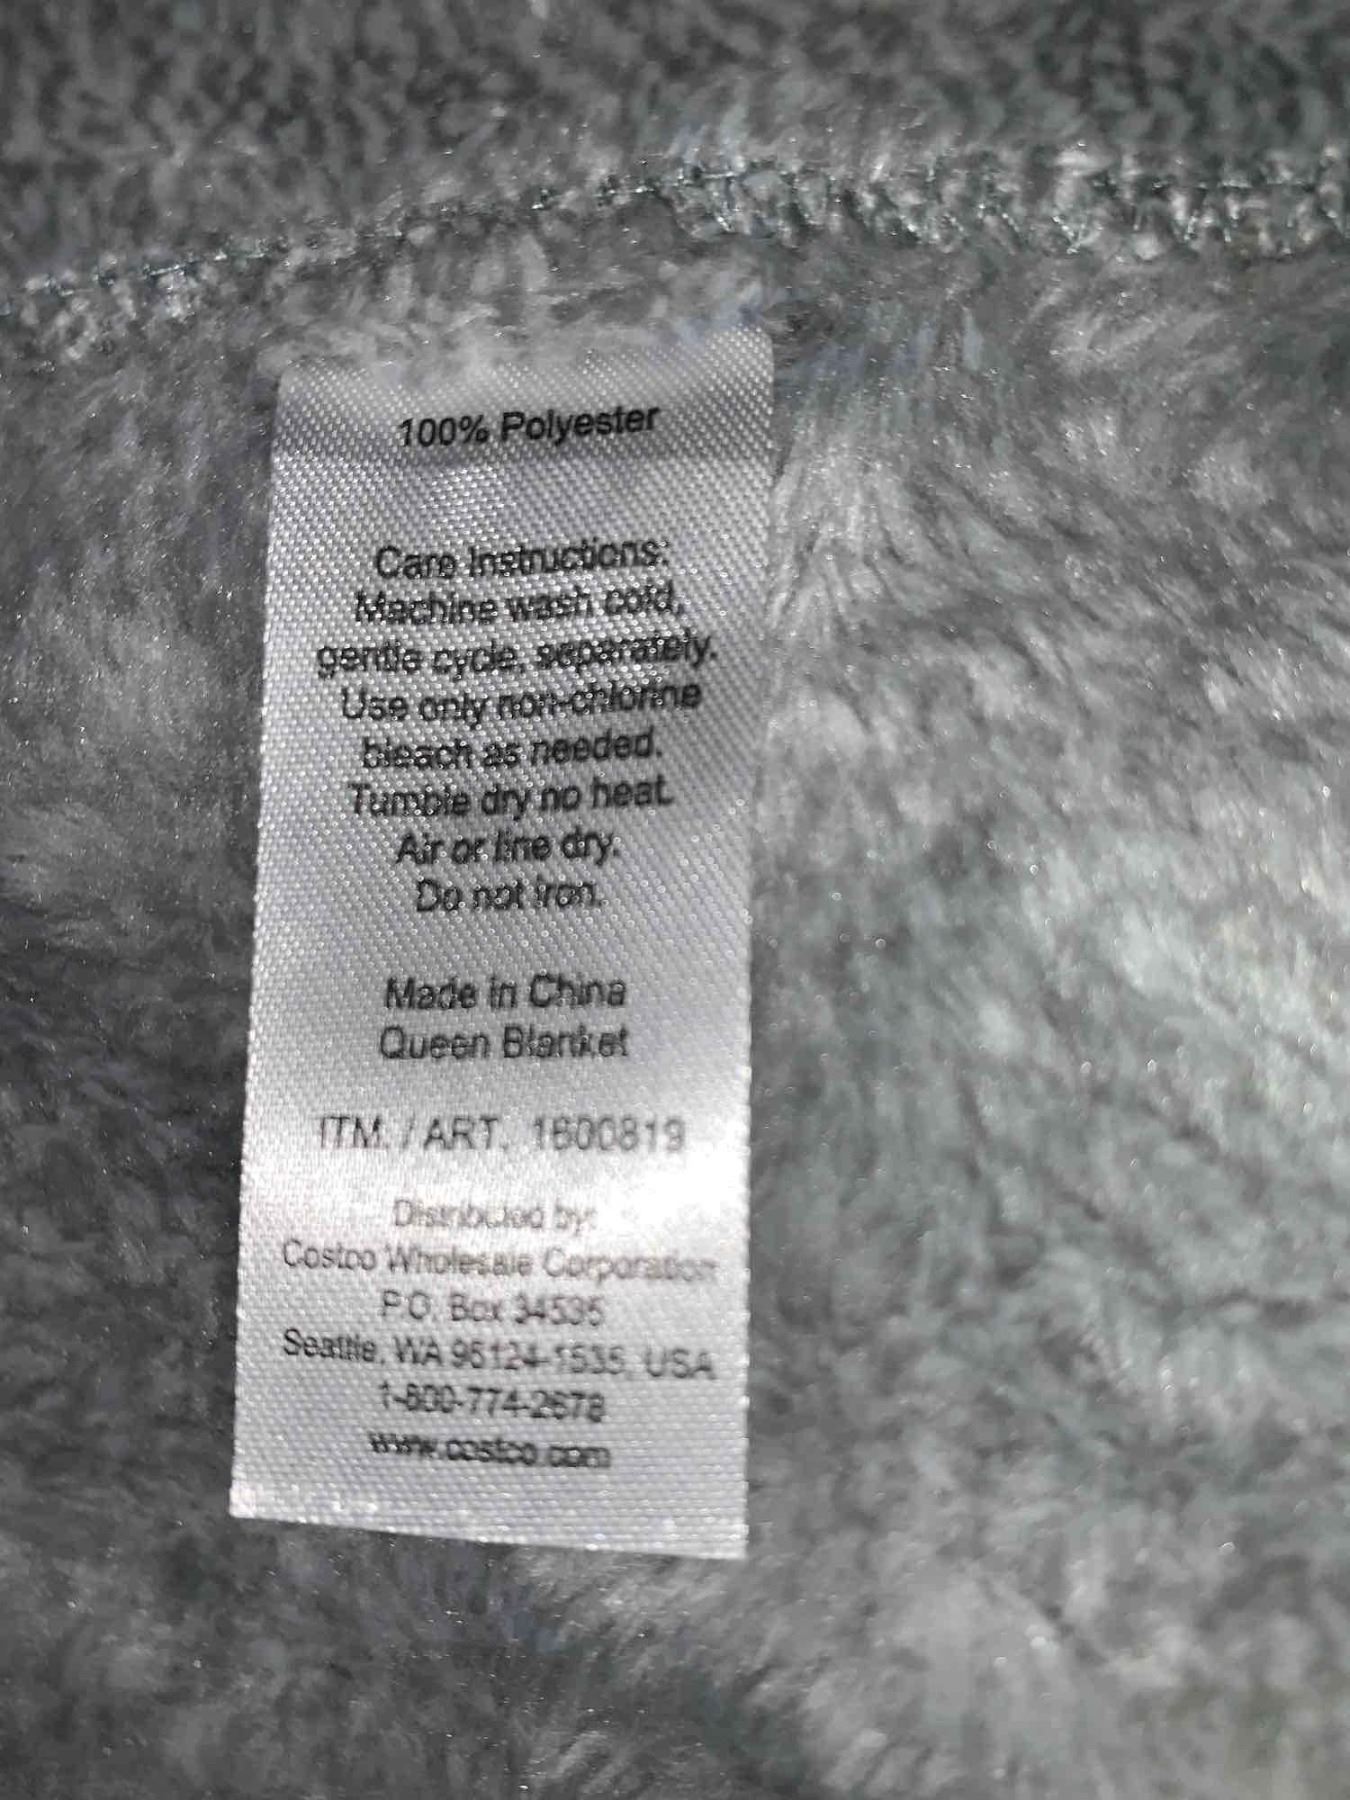 100% Polyester
Care Instructions:
Machine wash cold,
gentle cycle, separately.
Use only non-chlorine
bleach as needed.
Tumble dry no heat.
Air or line dry.
Do not iron.
Made in China
Queen Blanket
ITM. / ART. 1600819
Distributed by:
Costco Wholesale Corporation
P.O. Box 34535
Seattle, WA 98124-1535, USA
1-800-774-2678
www.costco.com